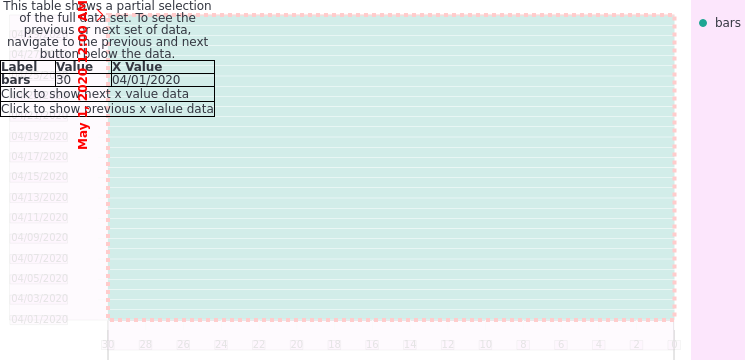 This table shows a partial selection
of the full data set. To see the
previous or next set of data,
navigate to the previous and next
button below the data.
Label Value X Value
bars 30 04/01/2020
Click to show next x value data
Click to show previous x value data
bars
04/19/2020
04/17/2020
04/15/2020
04/13/2020
04/11/2020
04/09/2020
04/07/2020
04/05/2020
04/03/2020
04/01/2020
May 1, 2020 12:00 AM
30 28 26 24 22 20 18 16 14 12 10 8 6 4 2 0